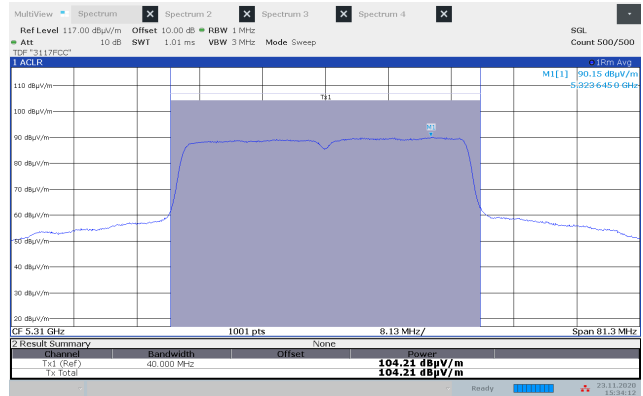 MultiView Spectrum Spectrum 2 Spectrum 3 Spectrum 4
Ref Level 117.00 dBµV/m Offset 10.00 dB RBW 1 MHz SGL
Att 10 dB SWT 1.01 ms VBW 3 MHz Mode Sweep Count 500/500
TDF "3117FCC"
1 ACLR 1Rm Avg
M1[1] 90.15 dBµV/m
5.3236450 GHz
110 dBµV/m
Tx1
100 dBµV/m
M1
90 dBµV/m
80 dBµV/m
70 dBµV/m
60 dBµV/m
50 dBµV/m
40 dBµV/m
30 dBµV/m
20 dBµV/m
CF 5.31 GHz 1001 pts 8.13 MHz/ Span 81.3 MHz
2 Result Summary None
Channel Bandwidth Offset Power
Tx1 (Ref) 40.000 MHz 104.21 dBµV/m
Tx Total 104.21 dBµV/m
Ready 23.11.2020
15:34:12